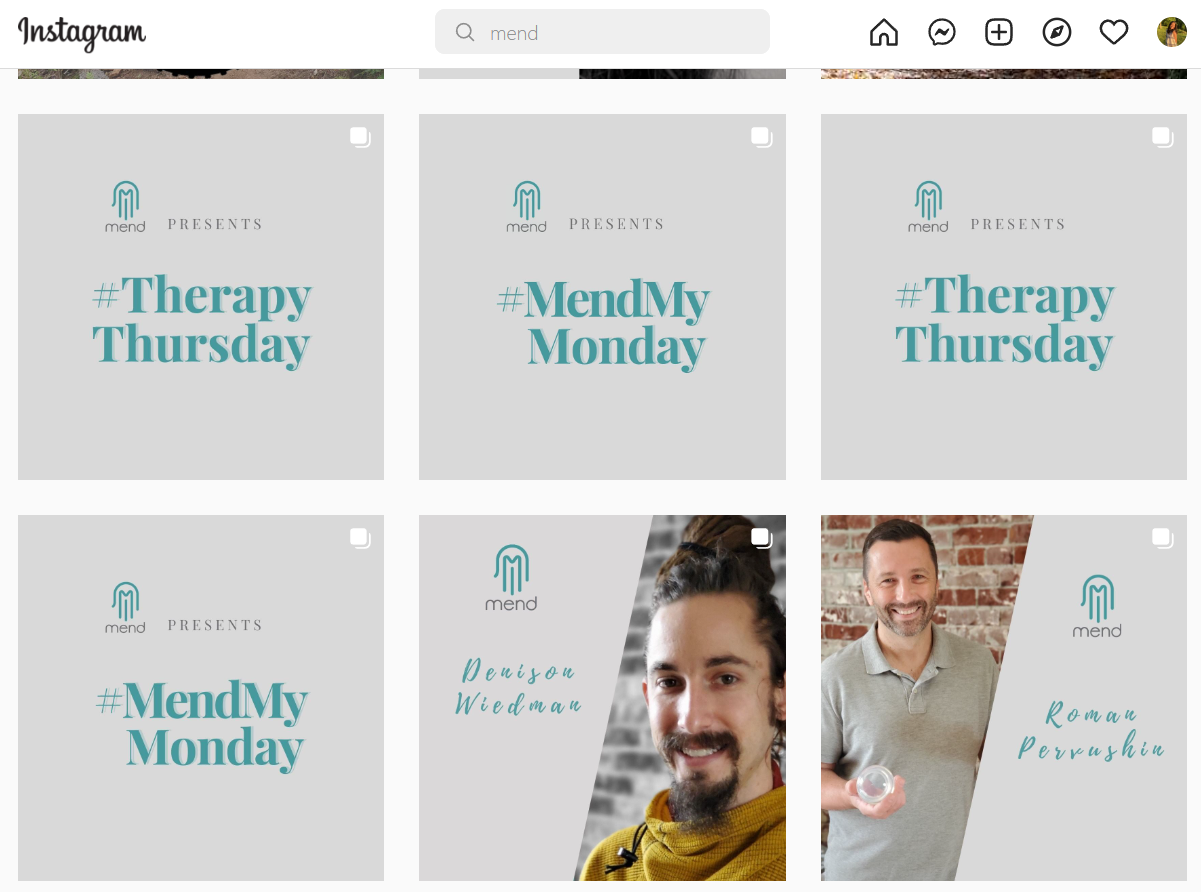 Instagram
mend
mend PRESENTS
#Therapy
Thursday
mend PRESENTS
#MendMy
Monday
mend PRESENTS
#Therapy
Thursday
mend PRESENTS
#MendMy
Monday
mend
Denison
Wiedman
mend
Roman
Pervushin